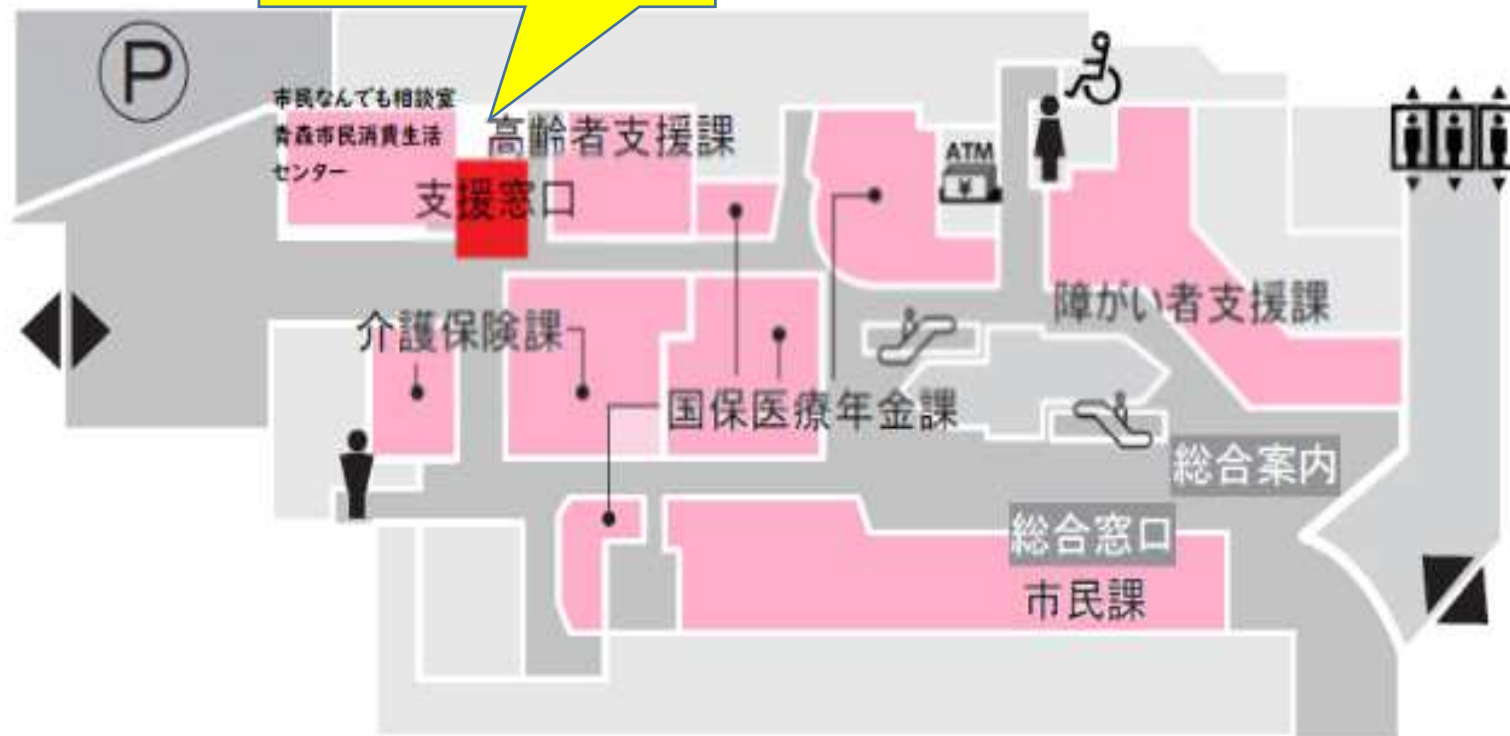 P
市民なんでも相談室
青森市民消費生活
センター
高齢者支援課
支援窓口
ATM
¥
障がい者支援課
介護保険課
国保医療年金課
総合案内
総合窓口
市民課